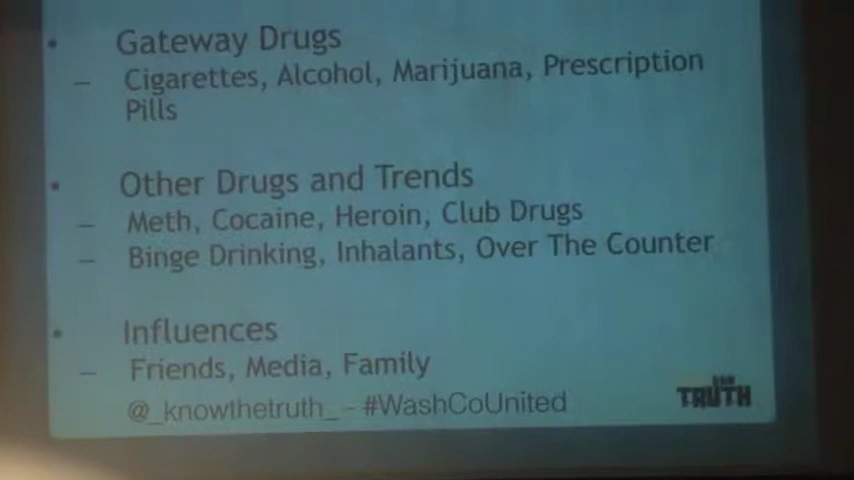 • Gateway Drugs
– Cigarettes, Alcohol, Marijuana, Prescription
Pills
• Other Drugs and Trends
– Meth, Cocaine, Heroin, Club Drugs
– Binge Drinking, Inhalants, Over The Counter
• Influences
– Friends, Media, Family
@_knowthetruth_ - #WashCoUnited
TRUTH